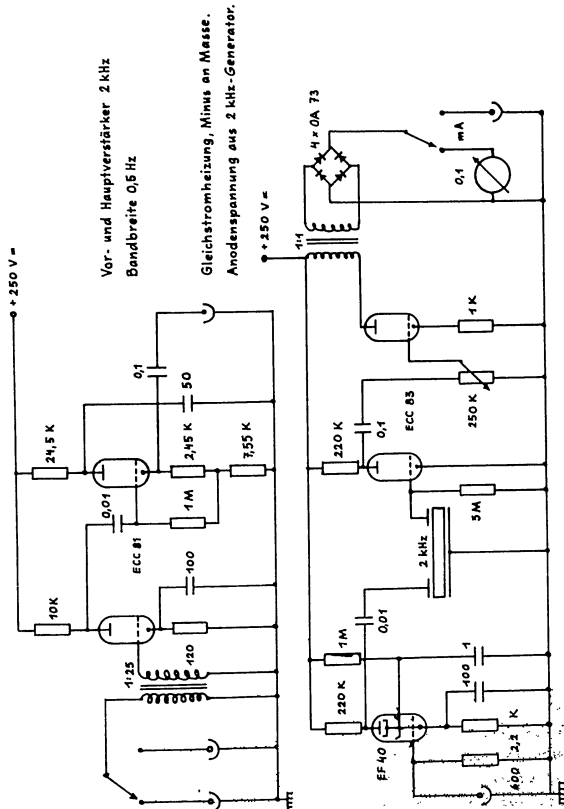 + 250 V =
10K
24,5 K
Vor- und Hauptverstärker 2 kHz
Bandbreite 0,5 Hz
0,01
ECC 81
0,1
1:25
120
100
1M
2,45 K
50
7,55 K
Gleichstromheizung, Minus an Masse.
Anodenspannung aus 2 kHz-Generator.
+ 250 V =
1:1
4 x OA 73
220 K
1M
220 K
EF 40
0,01
0,1
ECC 83
2 kHz
5M
250 K
1K
0,1
mA
100
1
400
2,2 K